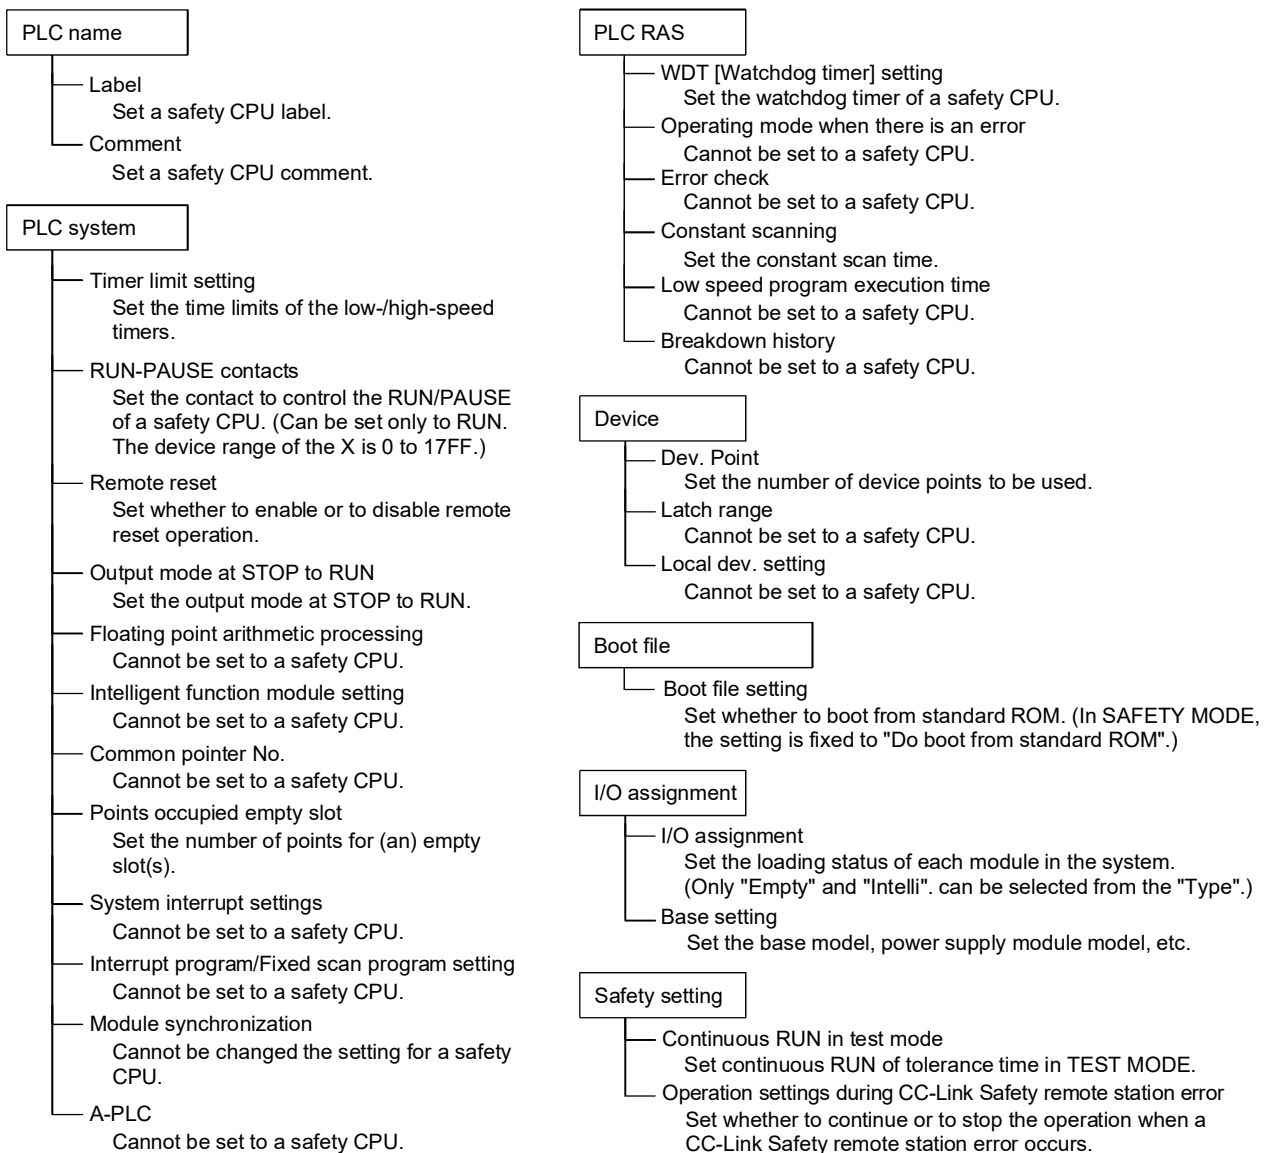 PLC name
Label
Set a safety CPU label.
Comment
Set a safety CPU comment.
PLC system
Timer limit setting
Set the time limits of the low-/high-speed
timers.
RUN-PAUSE contacts
Set the contact to control the RUN/PAUSE
of a safety CPU. (Can be set only to RUN.
The device range of the X is 0 to 17FF.)
Remote reset
Set whether to enable or to disable remote
reset operation.
Output mode at STOP to RUN
Set the output mode at STOP to RUN.
Floating point arithmetic processing
Cannot be set to a safety CPU.
Intelligent function module setting
Cannot be set to a safety CPU.
Common pointer No.
Cannot be set to a safety CPU.
Points occupied empty slot
Set the number of points for (an) empty
slot(s).
System interrupt settings
Cannot be set to a safety CPU.
Interrupt program/Fixed scan program setting
Cannot be set to a safety CPU.
Module synchronization
Cannot be changed the setting for a safety
CPU.
A-PLC
Cannot be set to a safety CPU.
PLC RAS
WDT [Watchdog timer] setting
Set the watchdog timer of a safety CPU.
Operating mode when there is an error
Cannot be set to a safety CPU.
Error check
Cannot be set to a safety CPU.
Constant scanning
Set the constant scan time.
Low speed program execution time
Cannot be set to a safety CPU.
Breakdown history
Cannot be set to a safety CPU.
Device
Dev. Point
Set the number of device points to be used.
Latch range
Cannot be set to a safety CPU.
Local dev. setting
Cannot be set to a safety CPU.
Boot file
Boot file setting
Set whether to boot from standard ROM. (In SAFETY MODE,
the setting is fixed to "Do boot from standard ROM".)
I/O assignment
I/O assignment
Set the loading status of each module in the system.
(Only "Empty" and "Intelli". can be selected from the "Type".)
Base setting
Set the base model, power supply module model, etc.
Safety setting
Continuous RUN in test mode
Set continuous RUN of tolerance time in TEST MODE.
Operation settings during CC-Link Safety remote station error
Set whether to continue or to stop the operation when a
CC-Link Safety remote station error occurs.